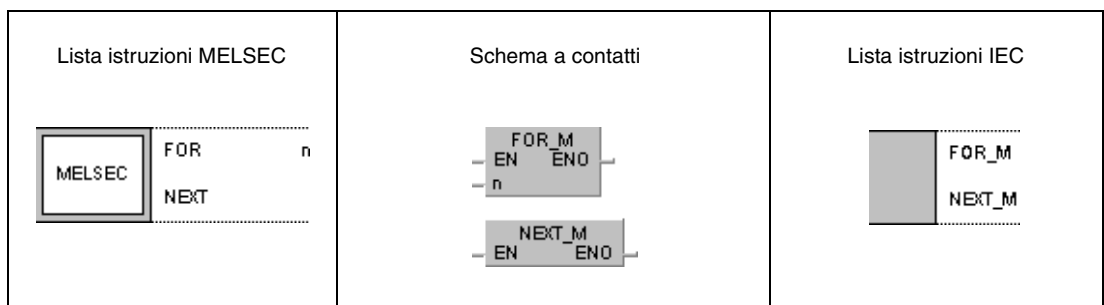 Lista istruzioni MELSEC
Schema a contatti
Lista istruzioni IEC
MELSEC
FOR n
NEXT
FOR_M
EN ENO
n
NEXT_M
EN ENO
FOR_M
NEXT_M